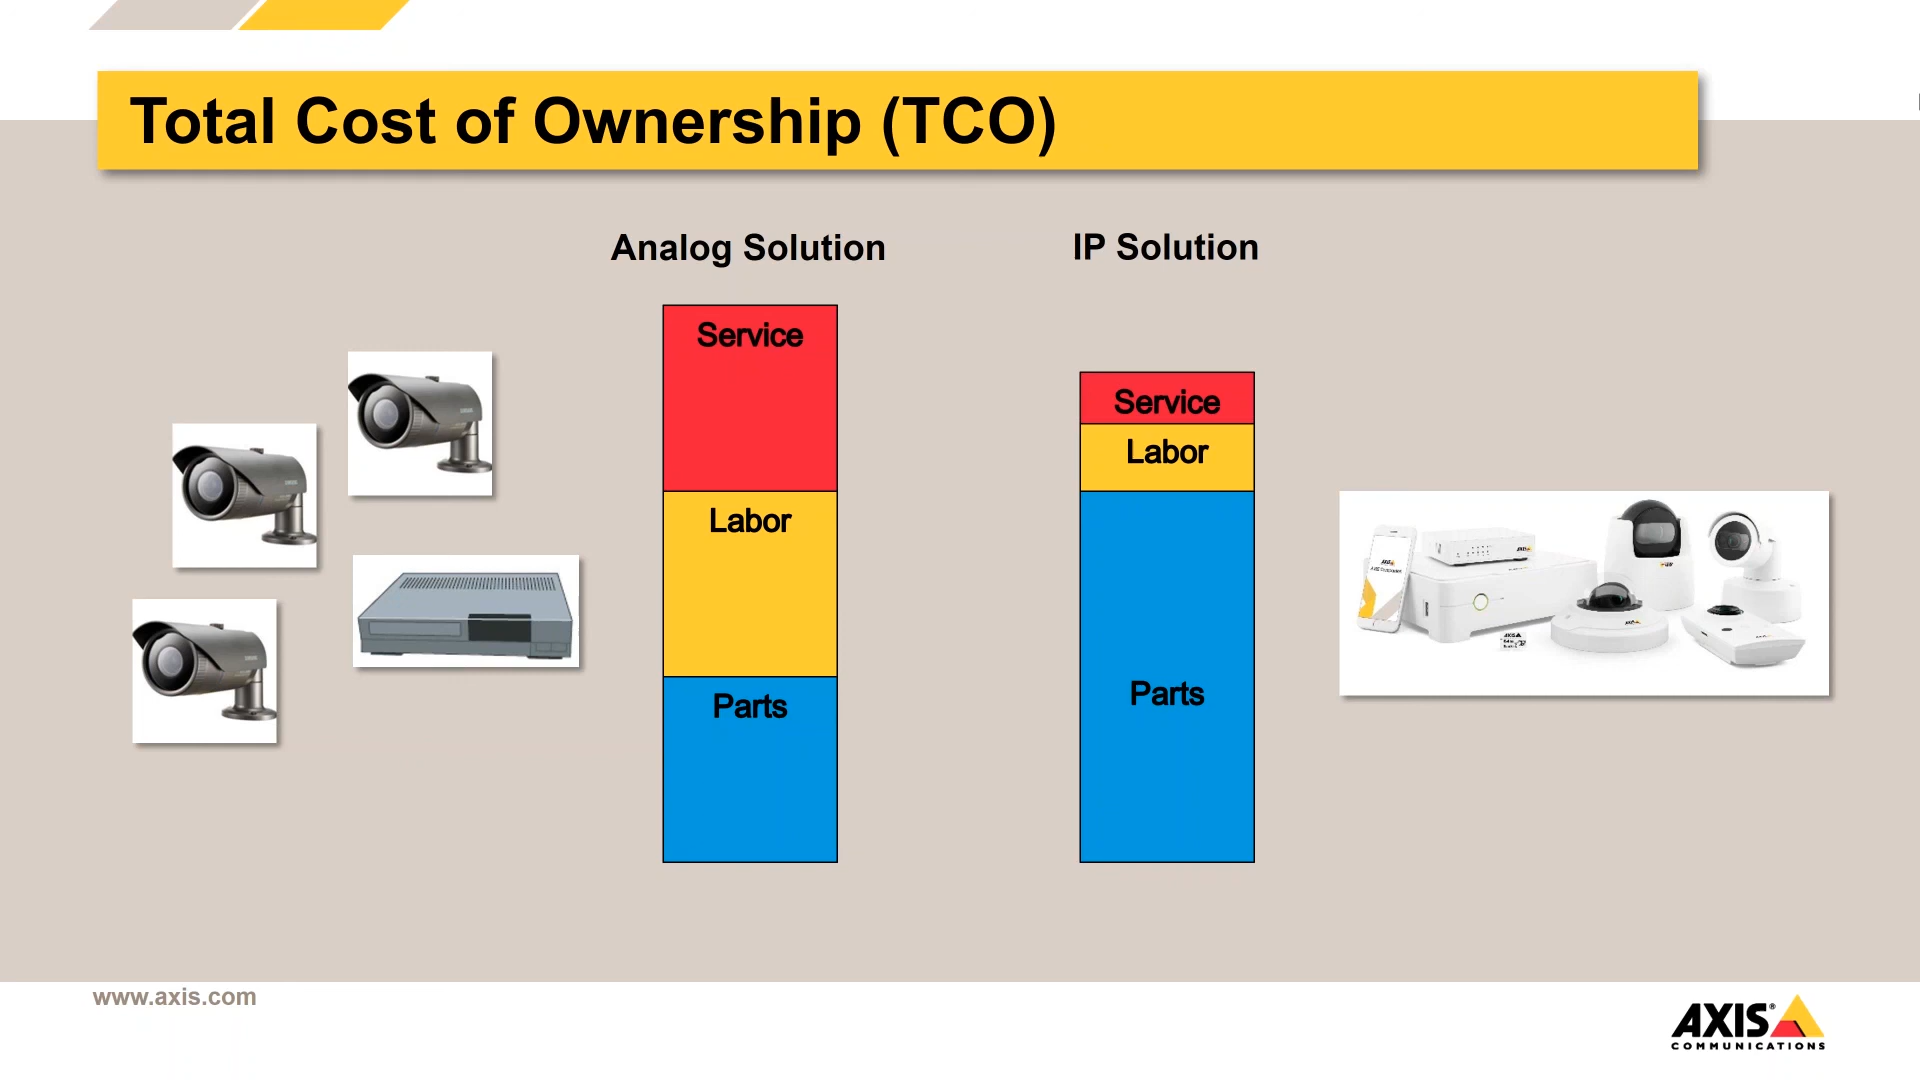 Total Cost of Ownership (TCO)
Analog Solution
IP Solution
Service
Labor
Parts
Service
Labor
Parts
www.axis.com
AXIS
COMMUNICATIONS